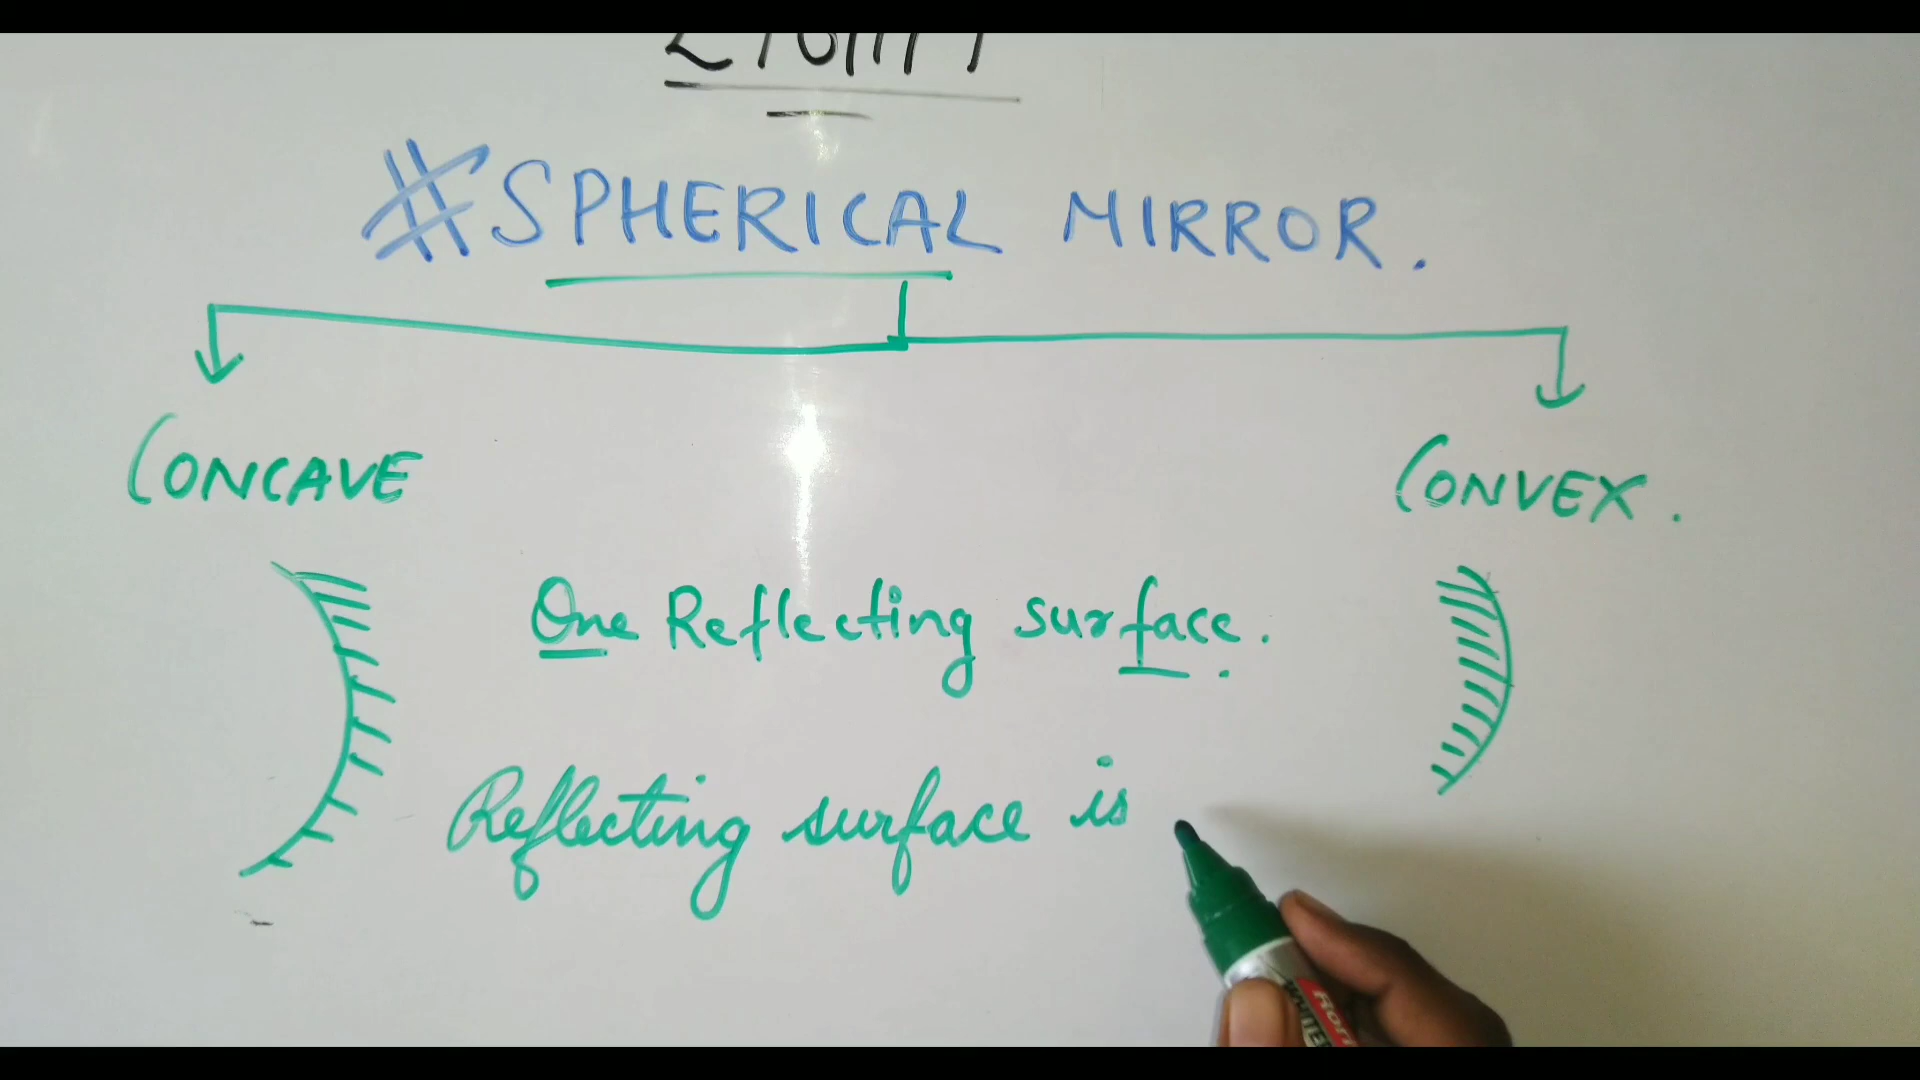 #SPHERICAL MIRROR.
CONCAVE
CONVEX.
One Reflecting surface.
Reflecting surface is